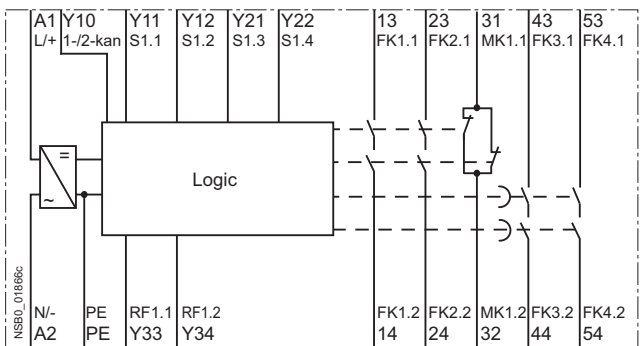 A1 Y10 Y11 Y12 Y21 Y22 13 23 31 43 53
L/+ 1-/2-kan S1.1 S1.2 S1.3 S1.4 FK1.1 FK2.1 MK1.1 FK3.1 FK4.1
=
~
Logic
NSB0_01866c
N/- PE RF1.1 RF1.2 FK1.2 FK2.2 MK1.2 FK3.2 FK4.2
A2 PE Y33 Y34 14 24 32 44 54